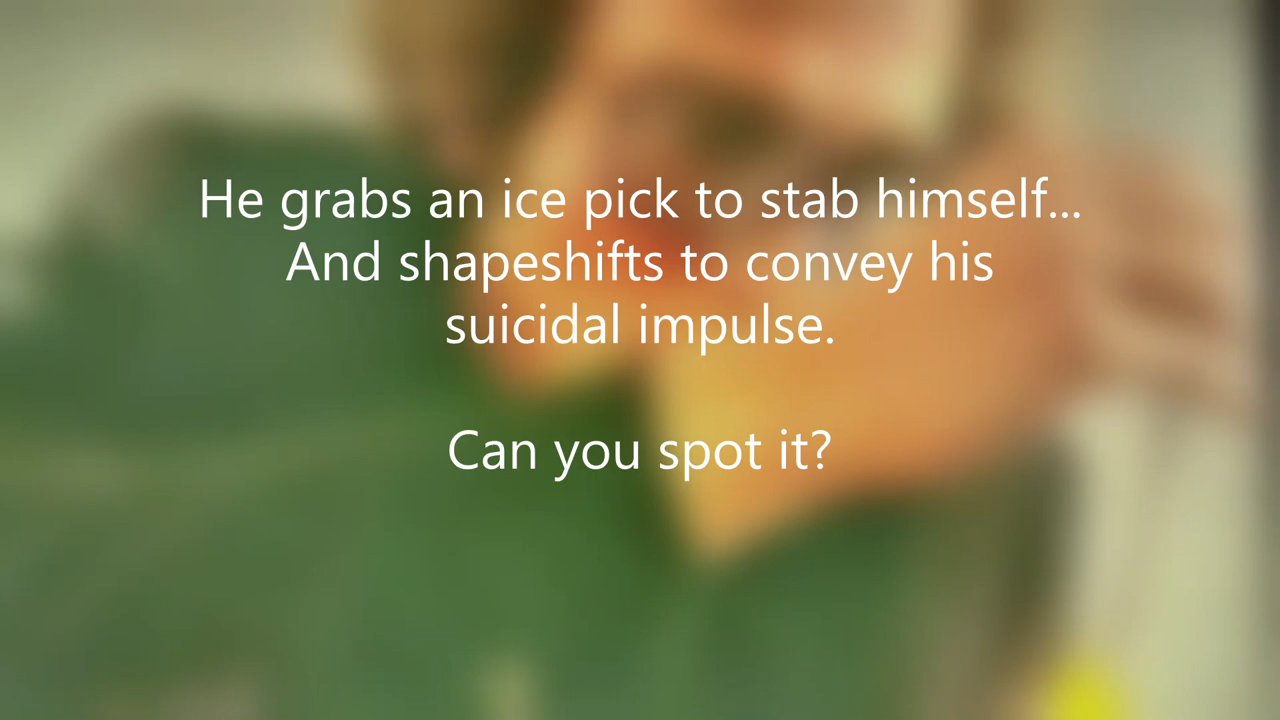 He grabs an ice pick to stab himself...
And shapeshifts to convey his
suicidal impulse.
Can you spot it?